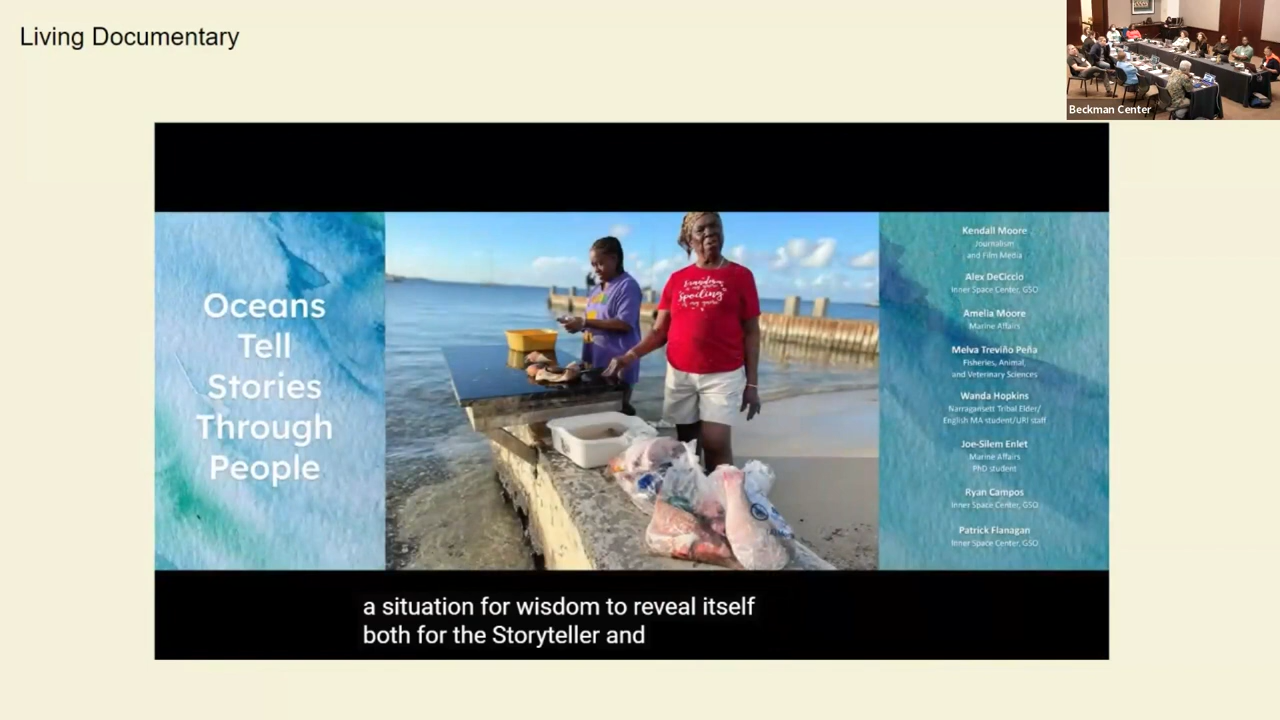 Living Documentary
Beckman Center
Oceans
Tell
Stories
Through
People
Spoiling
Kendall Moore
Journalism
and Film Media
Alex DeCiccio
Inner Space Center, GSO
Amelia Moore
Marine Affairs
Melva Treviño Peña
Fisheries, Animal,
and Veterinary Sciences
Wanda Hopkins
Narragansett Tribal Elder/
English MA student/URI staff
Joe-Silem Enlet
Marine Affairs
PhD student
Ryan Campos
Inner Space Center, GSO
Patrick Flanagan
Inner Space Center, GSO
a situation for wisdom to reveal itself
both for the Storyteller and